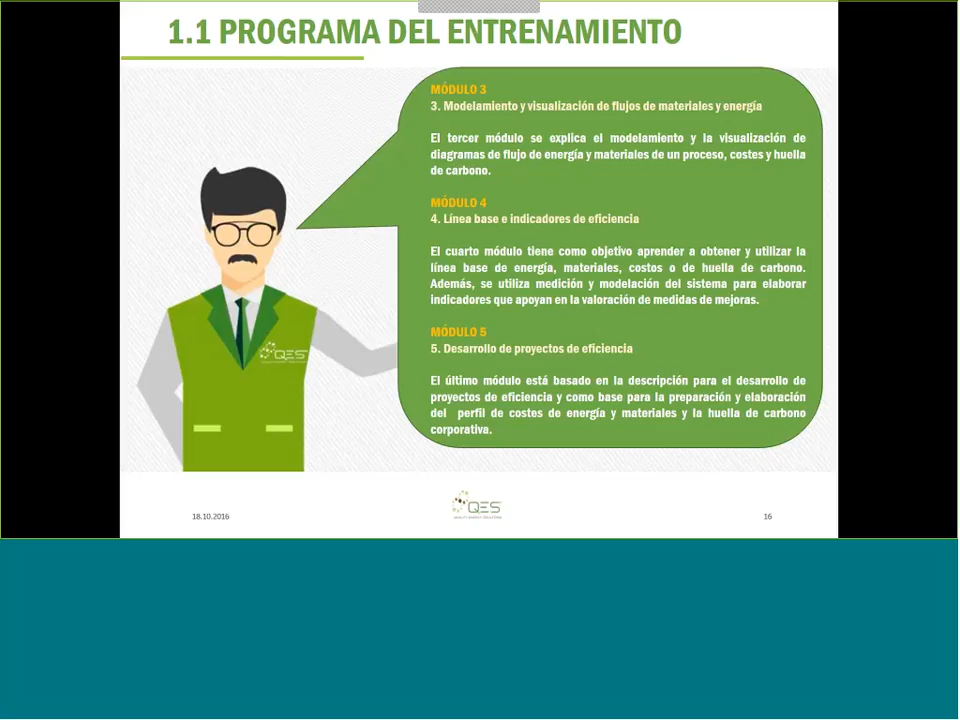 1.1 PROGRAMA DEL ENTRENAMIENTO
MÓDULO 3
3. Modelamiento y visualización de flujos de materiales y energía
El tercer módulo se explica el modelamiento y la visualización de
diagramas de flujo de energía y materiales de un proceso, costes y huella
de carbono.
MÓDULO 4
4. Línea base e indicadores de eficiencia
El cuarto módulo tiene como objetivo aprender a obtener y utilizar la
línea base de energía, materiales, costos o de huella de carbono.
Además, se utiliza medición y modelación del sistema para elaborar
indicadores que apoyan en la valoración de medidas de mejoras.
MÓDULO 5
5. Desarrollo de proyectos de eficiencia
El último módulo está basado en la descripción para el desarrollo de
proyectos de eficiencia y como base para la preparación y elaboración
del perfil de costes de energía y materiales y la huella de carbono
corporativa.
QES
18.10.2016
QES
16